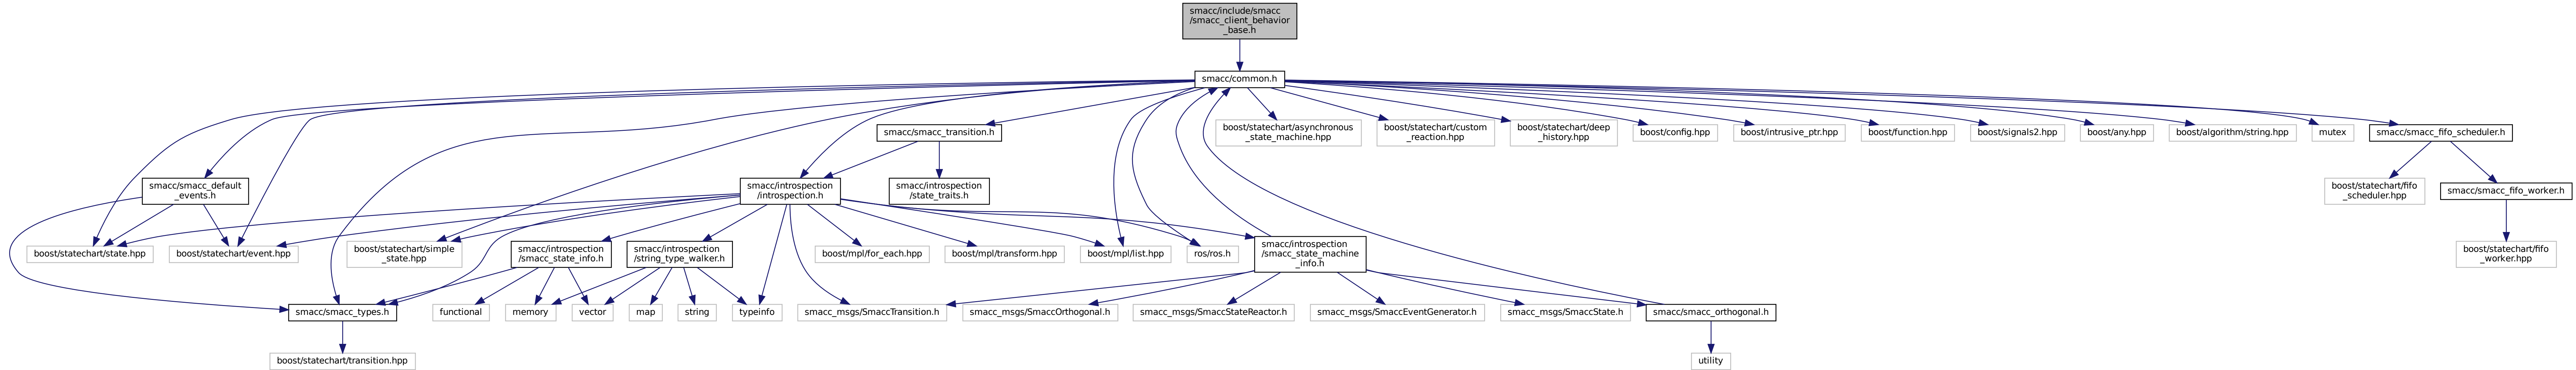 smacc/include/smacc
/smacc_client_behavior
_base.h
smacc/common.h
boost/statechart/asynchronous
_state_machine.hpp
boost/statechart/custom
_reaction.hpp
boost/statechart/deep
_history.hpp
smacc/smacc_transition.h
boost/config.hpp
boost/intrusive_ptr.hpp
boost/function.hpp
boost/signals2.hpp
boost/any.hpp
boost/algorithm/string.hpp
mutex
smacc/smacc_fifo_scheduler.h
smacc/smacc_default
_events.h
smacc/introspection
/introspection.h
smacc/introspection
/state_traits.h
boost/statechart/fifo
_scheduler.hpp
smacc/smacc_fifo_worker.h
boost/statechart/state.hpp
boost/statechart/event.hpp
boost/statechart/simple
_state.hpp
smacc/introspection
/smacc_state_info.h
smacc/introspection
/string_type_walker.h
boost/mpl/for_each.hpp
boost/mpl/transform.hpp
boost/mpl/list.hpp
ros/ros.h
smacc/introspection
/smacc_state_machine
_info.h
boost/statechart/fifo
_worker.hpp
smacc/smacc_types.h
functional
memory
vector
map
string
typeinfo
smacc_msgs/SmaccTransition.h
smacc_msgs/SmaccOrthogonal.h
smacc_msgs/SmaccStateReactor.h
smacc_msgs/SmaccEventGenerator.h
smacc_msgs/SmaccState.h
smacc/smacc_orthogonal.h
boost/statechart/transition.hpp
utility